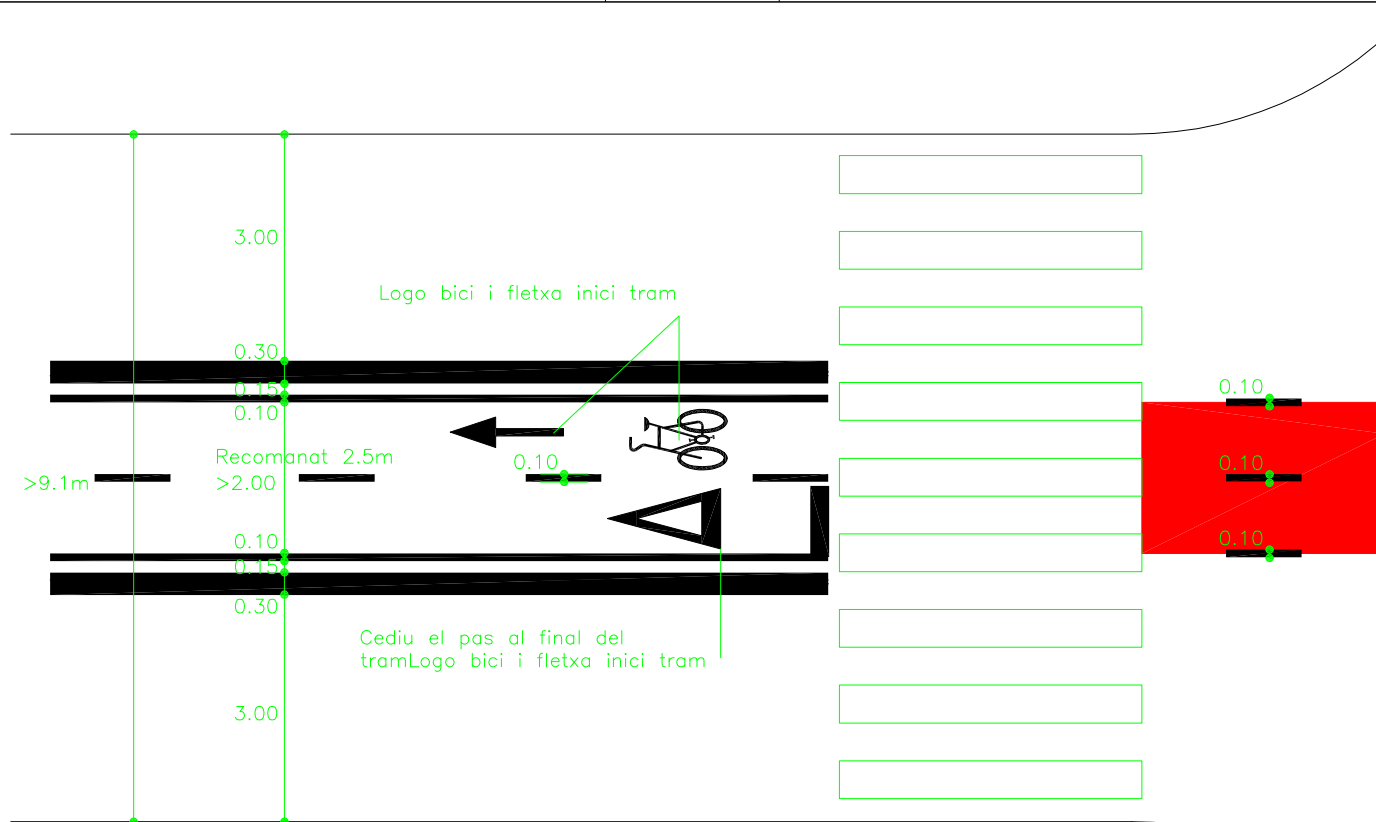 3.00
Logo bici i fletxa inici tram
0.30
0.15
0.10
0.10
Recomanat 2.5m
0.10
0.10
>9.1m
>2.00
0.10
0.10
0.15
0.30
Cediu el pas al final del
tramLogo bici i fletxa inici tram
3.00